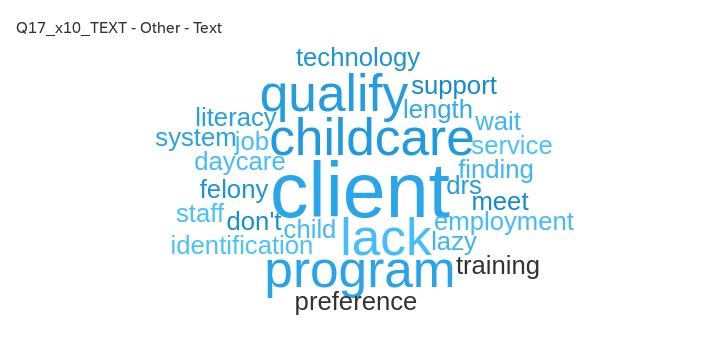 Q17_x10_TEXT - Other - Text
technology
qualify support
literacy length wait
system job childcare service
daycare finding
felony client drs
staff don't meet
child lack employment
identification lazy
program training
preference